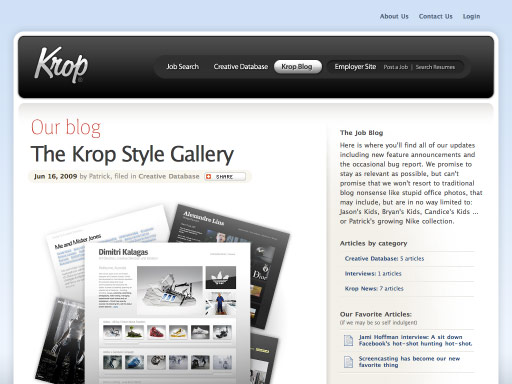 About Us Contact Us Login
Krop
Job Search Creative Database Krop Blog Employer Site Post a Job | Search Resumes
Our blog
The Krop Style Gallery
Jun 16, 2009 by Patrick, filed in Creative Database SHARE
Me and Mister Jones
Alexandre Lins
Dimitri Kalagas
adidas
Dior
The Job Blog
Here is where you'll find all of our updates
including new feature announcements and
the occasional bug report. We promise to
stay as relevant as possible, but can't
promise that we won't resort to traditional
blog nonsense like stupid office photos, that
may include, but are in no way limited to:
Jason's Kids, Bryan's Kids, Candice's Kids ...
or Patrick's growing Nike collection.
Articles by category
Creative Database: 5 articles
Interviews: 1 articles
Krop News: 7 articles
Our Favorite Articles:
(if we may be so self indulgent)
Jami Hoffman interview: A sit down
Facebook's hot-shot hunting hot-shot.
Screencasting has become our new
favorite thing